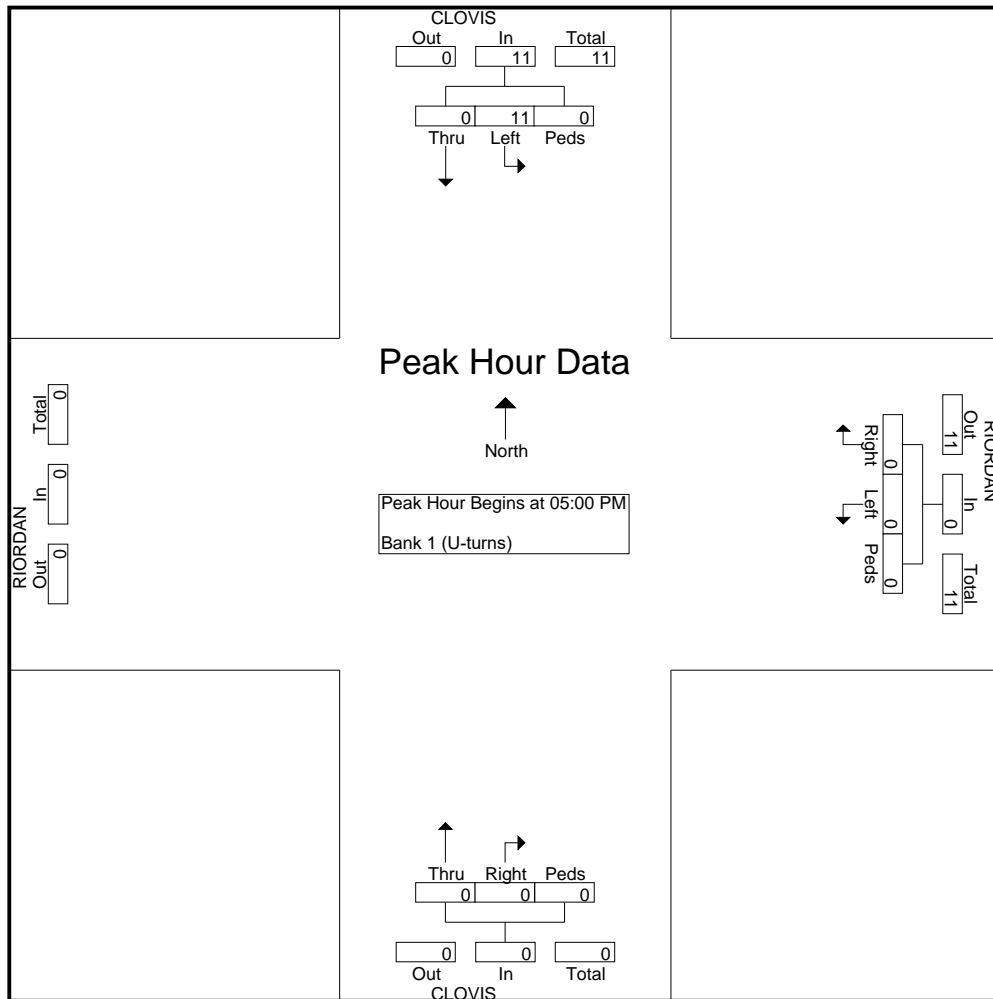 CLOVIS
Out In Total
0 11 11
0 11 0
Thru Left Peds
Peak Hour Data
North
Peak Hour Begins at 05:00 PM
Bank 1 (U-turns)
RIORDAN
Out In Total
0 0 0
RIORDAN
Out In Total
11 0 11
Right Left Peds
0 0 0
Thru Right Peds
0 0 0
0 0 0
Out In Total
CLOVIS